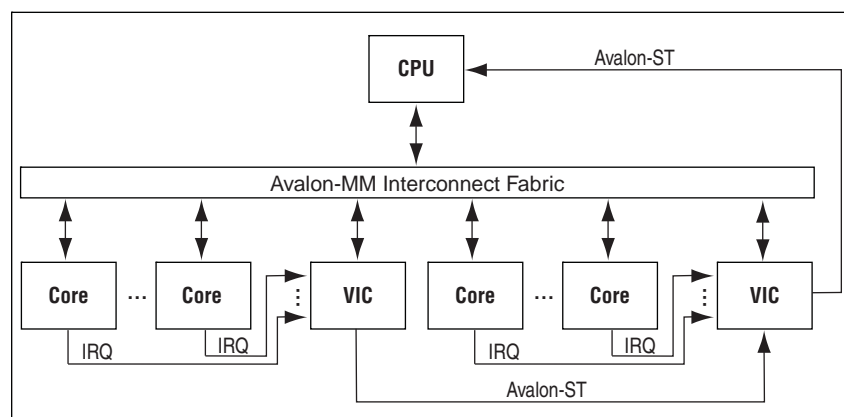 Avalon-ST
CPU
Avalon-MM Interconnect Fabric
Core ... Core VIC Core ... Core VIC
IRQ IRQ IRQ IRQ
Avalon-ST